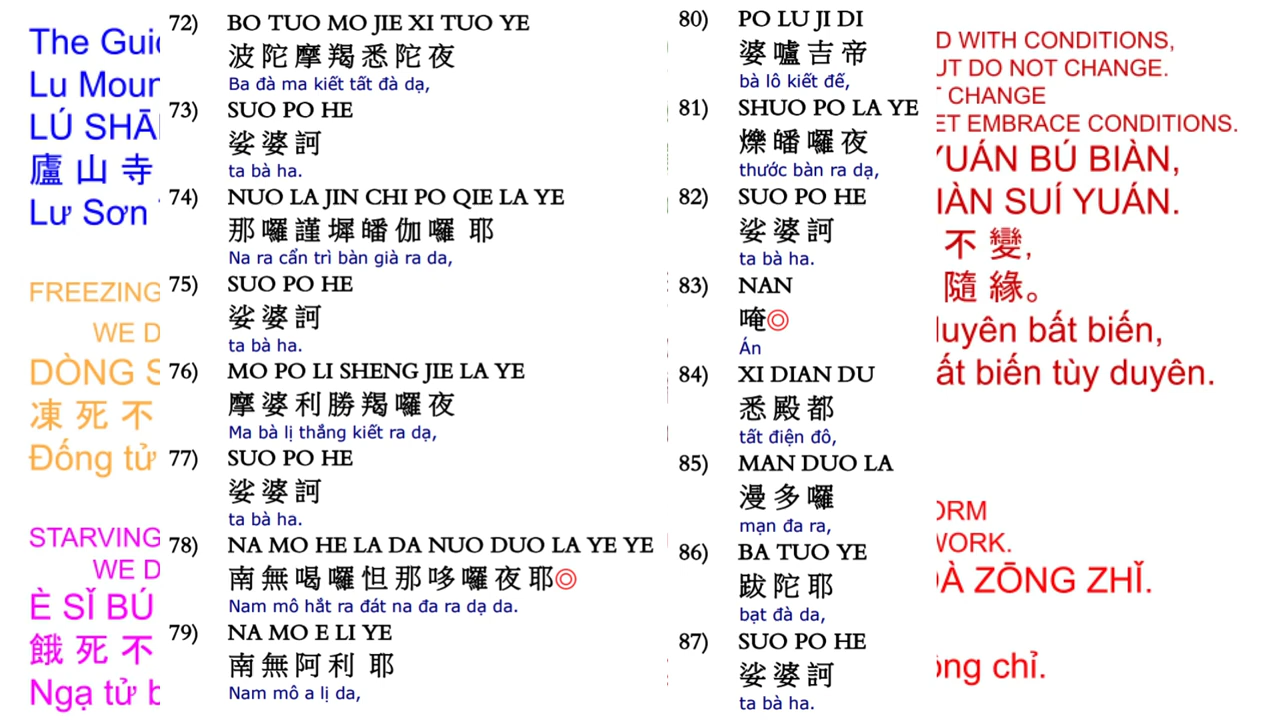 The Guid
Lu Moun
LÚ SHĀ
廬 山 寺
Lư Sơn
FREEZING
WE D
DÒNG S
凍 死 不
Đống tử
STARVING
WE D
È SǏ BÚ
餓 死 不
Ngạ tử b
72) BO TUO MO JIE XI TUO YE
波 陀 摩 羯 悉 陀 夜
Ba đà ma kiết tất đà dạ,
73) SUO PO HE
娑 婆 訶
ta bà ha.
74) NUO LA JIN CHI PO QIE LA YE
那 囉 謹 墀 皤 伽 囉 耶
Na ra cẩn trì bàn già ra da,
75) SUO PO HE
娑 婆 訶
ta bà ha.
76) MO PO LI SHENG JIE LA YE
摩 婆 利 勝 羯 囉 夜
Ma bà lị thắng kiết ra dạ,
77) SUO PO HE
娑 婆 訶
ta bà ha.
78) NA MO HE LA DA NUO DUO LA YE YE
南 無 喝 囉 怛 那 哆 囉 夜 耶◎
Nam mô hắt ra đát na đa ra dạ da.
79) NA MO E LI YE
南 無 阿 利 耶
Nam mô a lị da,
80) PO LU JI DI
婆 嚧 吉 帝
bà lô kiết đế,
81) SHUO PO LA YE
爍 皤 囉 夜
thước bàn ra dạ,
82) SUO PO HE
娑 婆 訶
ta bà ha.
83) NAN
唵◎
Án
84) XI DIAN DU
悉 殿 都
tất điện đô,
85) MAN DUO LA
漫 多 囉
mạn đa ra,
86) BA TUO YE
跋 陀 耶
bạt đà da,
87) SUO PO HE
娑 婆 訶
ta bà ha.
D WITH CONDITIONS,
UT DO NOT CHANGE.
CHANGE
ET EMBRACE CONDITIONS.
YUÁN BÚ BIÀN,
IÀN SUÍ YUÁN.
不 變,
隨 緣。
duyên bất biến,
ất biến tùy duyên.
ORM
WORK.
DÀ ZŌNG ZHǏ.
ông chỉ.